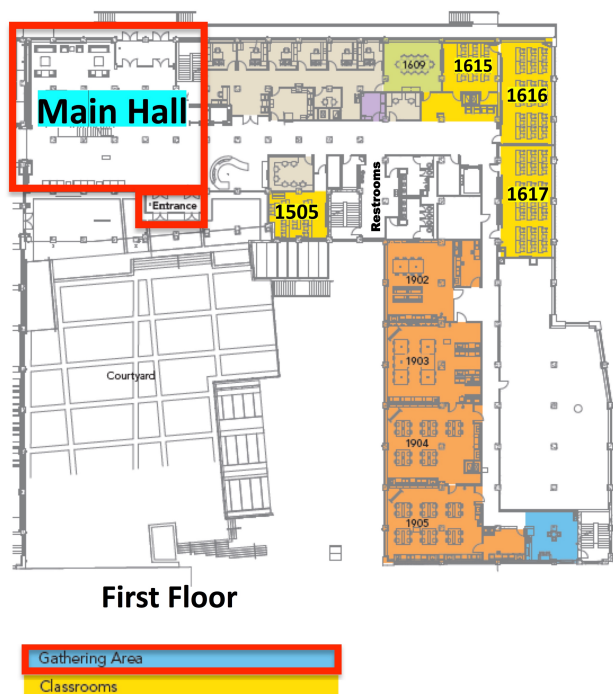 1609
1615
Main Hall
1616
Restrooms
1617
Entrance
1505
1902
1903
Courtyard
1904
1905
First Floor
Gathering Area
Classrooms